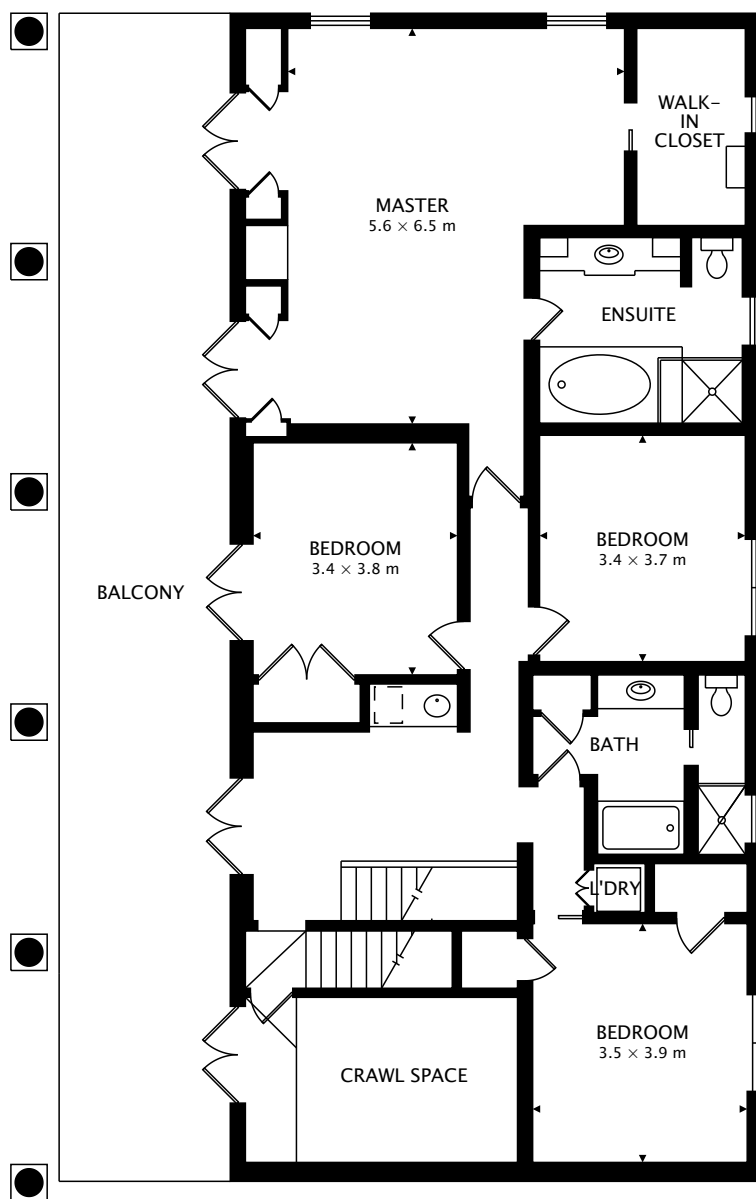 WALK-
IN
CLOSET
MASTER
5.6 × 6.5 m
ENSUITE
BEDROOM
3.4 × 3.8 m
BEDROOM
3.4 × 3.7 m
BALCONY
BATH
L'DRY
BEDROOM
3.5 × 3.9 m
CRAWL SPACE